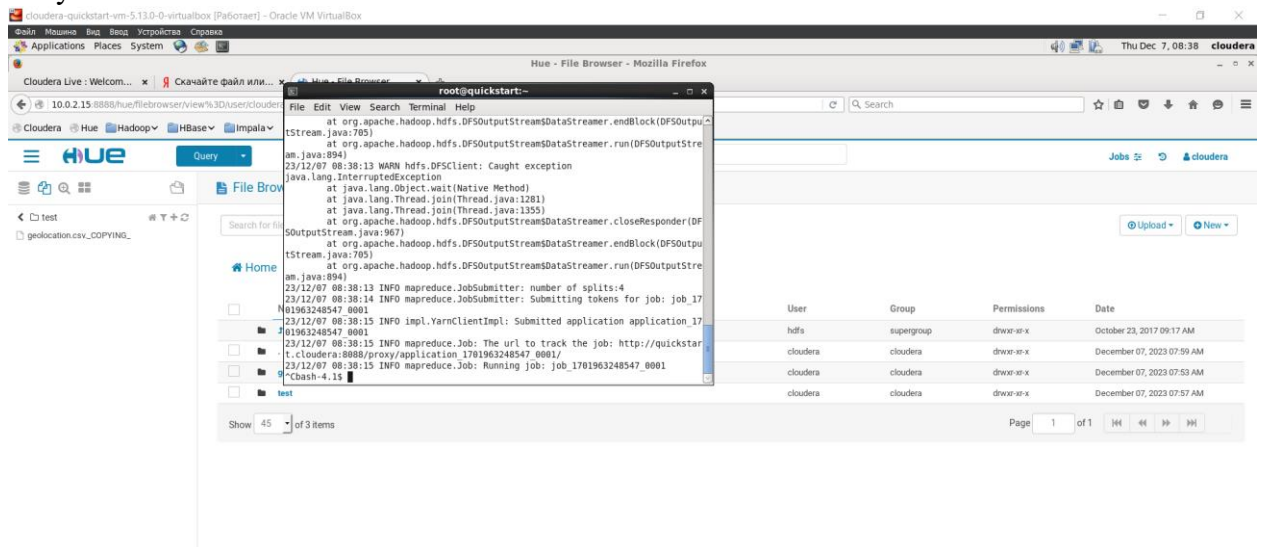 cloudera-quickstart-vm-5.13.0-0-virtualbox [Работает] - Oracle VM VirtualBox
Файл Машина Вид Ввод Устройства Справка
Applications Places System
Thu Dec 7, 08:38 cloudera
Hue - File Browser - Mozilla Firefox
Cloudera Live : Welcom... × Я Скачайте файл или... × Hue - File Browser ×
10.0.2.15:8888/hue/filebrowser/view%3D/user/cloudera
Search
Cloudera Hue Hadoop HBase Impala
HUE
Query
Jobs
cloudera
File Brow
test
geolocation.csv_COPYING_
Search for file
Upload
New
Home
User Group Permissions Date
hdfs supergroup drwxr-xr-x October 23, 2017 09:17 AM
cloudera cloudera drwxr-xr-x December 07, 2023 07:59 AM
cloudera cloudera drwxr-xr-x December 07, 2023 07:53 AM
test cloudera cloudera drwxr-xr-x December 07, 2023 07:57 AM
Show 45 of 3 items
Page 1 of 1
root@quickstart:~
File Edit View Search Terminal Help
at org.apache.hadoop.hdfs.DFSOutputStream$DataStreamer.endBlock(DFSOutpu
tStream.java:705)
at org.apache.hadoop.hdfs.DFSOutputStream$DataStreamer.run(DFSOutputStre
am.java:894)
23/12/07 08:38:13 WARN hdfs.DFSClient: Caught exception
java.lang.InterruptedException
at java.lang.Object.wait(Native Method)
at java.lang.Thread.join(Thread.java:1281)
at java.lang.Thread.join(Thread.java:1355)
at org.apache.hadoop.hdfs.DFSOutputStream$DataStreamer.closeResponder(DF
SOutputStream.java:967)
at org.apache.hadoop.hdfs.DFSOutputStream$DataStreamer.endBlock(DFSOutpu
tStream.java:705)
at org.apache.hadoop.hdfs.DFSOutputStream$DataStreamer.run(DFSOutputStre
am.java:894)
23/12/07 08:38:13 INFO mapreduce.JobSubmitter: number of splits:4
23/12/07 08:38:14 INFO mapreduce.JobSubmitter: Submitting tokens for job: job_17
01963248547_0001
23/12/07 08:38:15 INFO impl.YarnClientImpl: Submitted application application_17
01963248547_0001
23/12/07 08:38:15 INFO mapreduce.Job: The url to track the job: http://quickstar
t.cloudera:8088/proxy/application_1701963248547_0001/
23/12/07 08:38:15 INFO mapreduce.Job: Running job: job_1701963248547_0001
^Cbash-4.1$